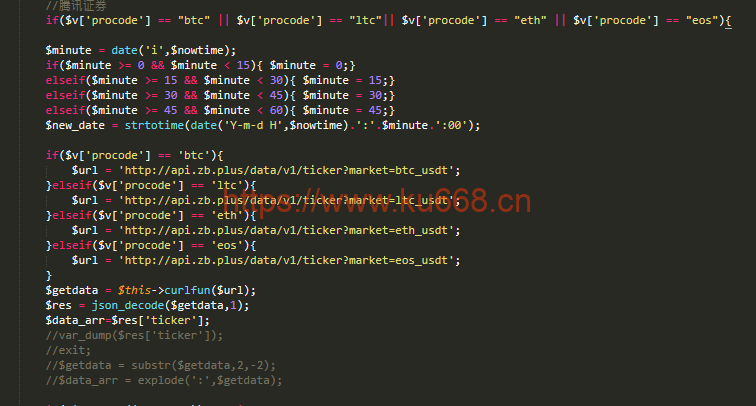 //腾讯证券
if($v['procode'] == "btc" || $v['procode'] == "ltc"|| $v['procode'] == "eth" || $v['procode'] == "eos"){
$minute = date('i',$nowtime);
if($minute >= 0 && $minute < 15){ $minute = 0;}
elseif($minute >= 15 && $minute < 30){ $minute = 15;}
elseif($minute >= 30 && $minute < 45){ $minute = 30;}
elseif($minute >= 45 && $minute < 60){ $minute = 45;}
$new_date = strtotime(date('Y-m-d H',$nowtime).':'.$minute.':00');
if($v['procode'] == 'btc'){
$url = 'http://api.zb.plus/data/v1/ticker?market=btc_usdt';
}elseif($v['procode'] == 'ltc'){
$url = 'http://api.zb.plus/data/v1/ticker?market=ltc_usdt';
https://www.ku668.cn
}elseif($v['procode'] == 'eth'){
$url = 'http://api.zb.plus/data/v1/ticker?market=eth_usdt';
}elseif($v['procode'] == 'eos'){
$url = 'http://api.zb.plus/data/v1/ticker?market=eos_usdt';
}
$getdata = $this->curlfun($url);
$res = json_decode($getdata,1);
$data_arr=$res['ticker'];
//var_dump($res['ticker']);
//exit;
//$getdata = substr($getdata,2,-2);
//$data_arr = explode(':',$getdata);